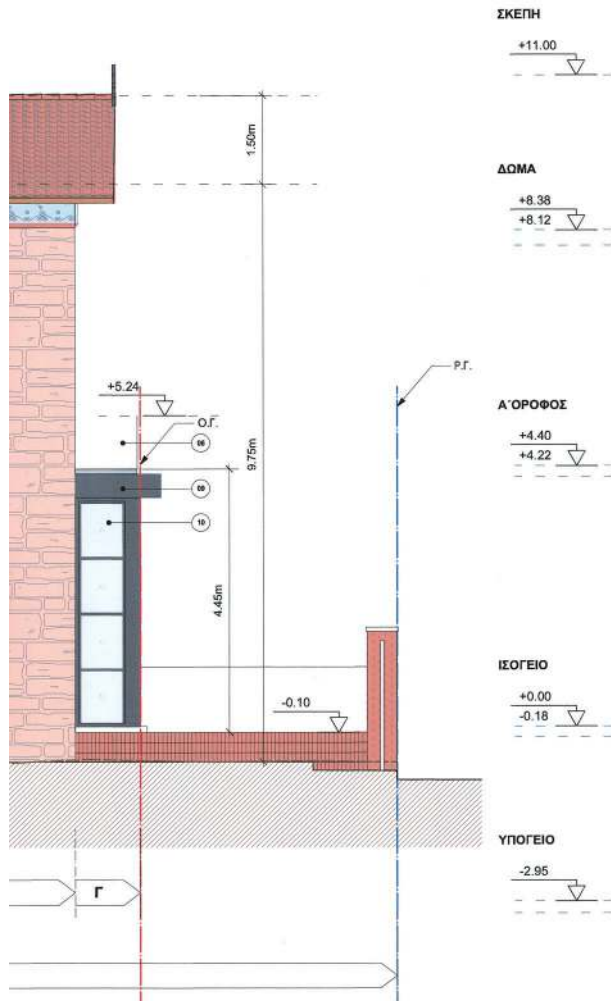 ΣΚΕΠΗ
+11.00
1.50m
ΔΩΜΑ
+8.38
+8.12
Ρ.Γ.
+5.24
Ο.Γ.
Α΄ΟΡΟΦΟΣ
+4.40
+4.22
06
9.75m
09
10
4.45m
ΙΣΟΓΕΙΟ
-0.10
+0.00
-0.18
ΥΠΟΓΕΙΟ
-2.95
Γ